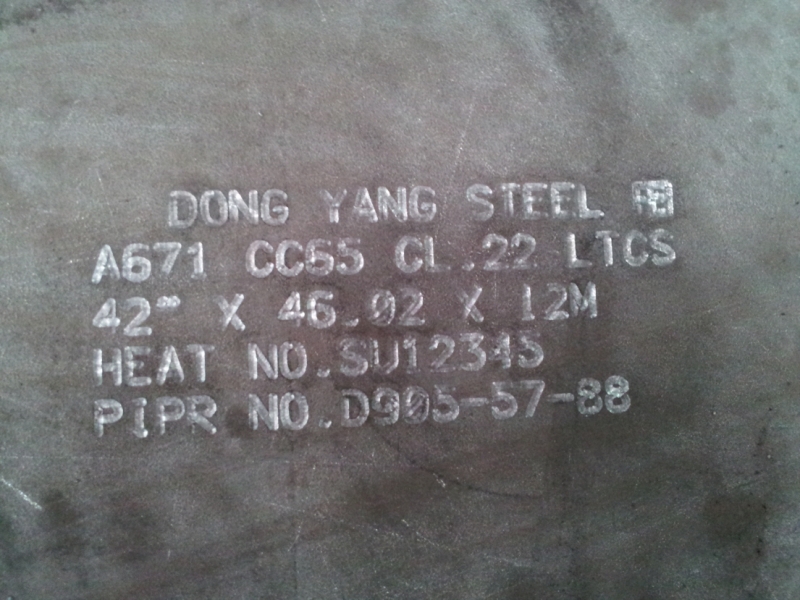 DONG YANG STEEL
A671 CC65 CL.22 LTCS
42" X 46.02 X 12M
HEAT NO.SU12345
PIPR NO.D905-57-88